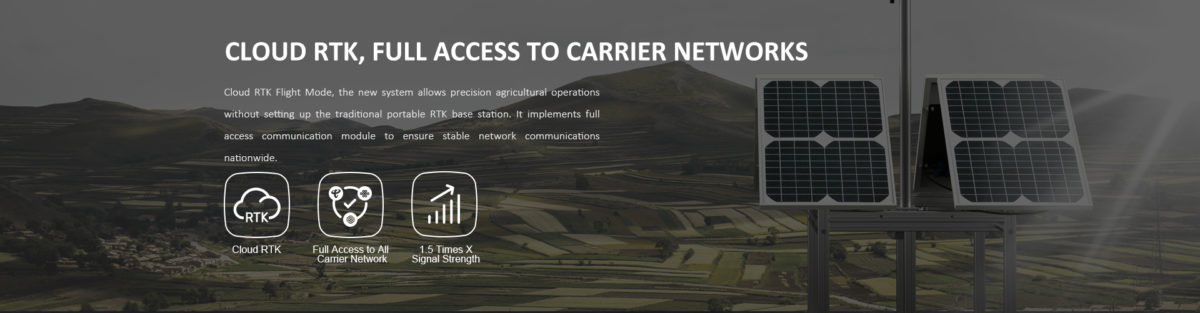 CLOUD RTK, FULL ACCESS TO CARRIER NETWORKS
Cloud RTK Flight Mode, the new system allows precision agricultural operations
without setting up the traditional portable RTK base station. It implements full
access communication module to ensure stable network communications
nationwide.
RTK
Cloud RTK
Full Access to All
Carrier Network
1.5 Times X
Signal Strength